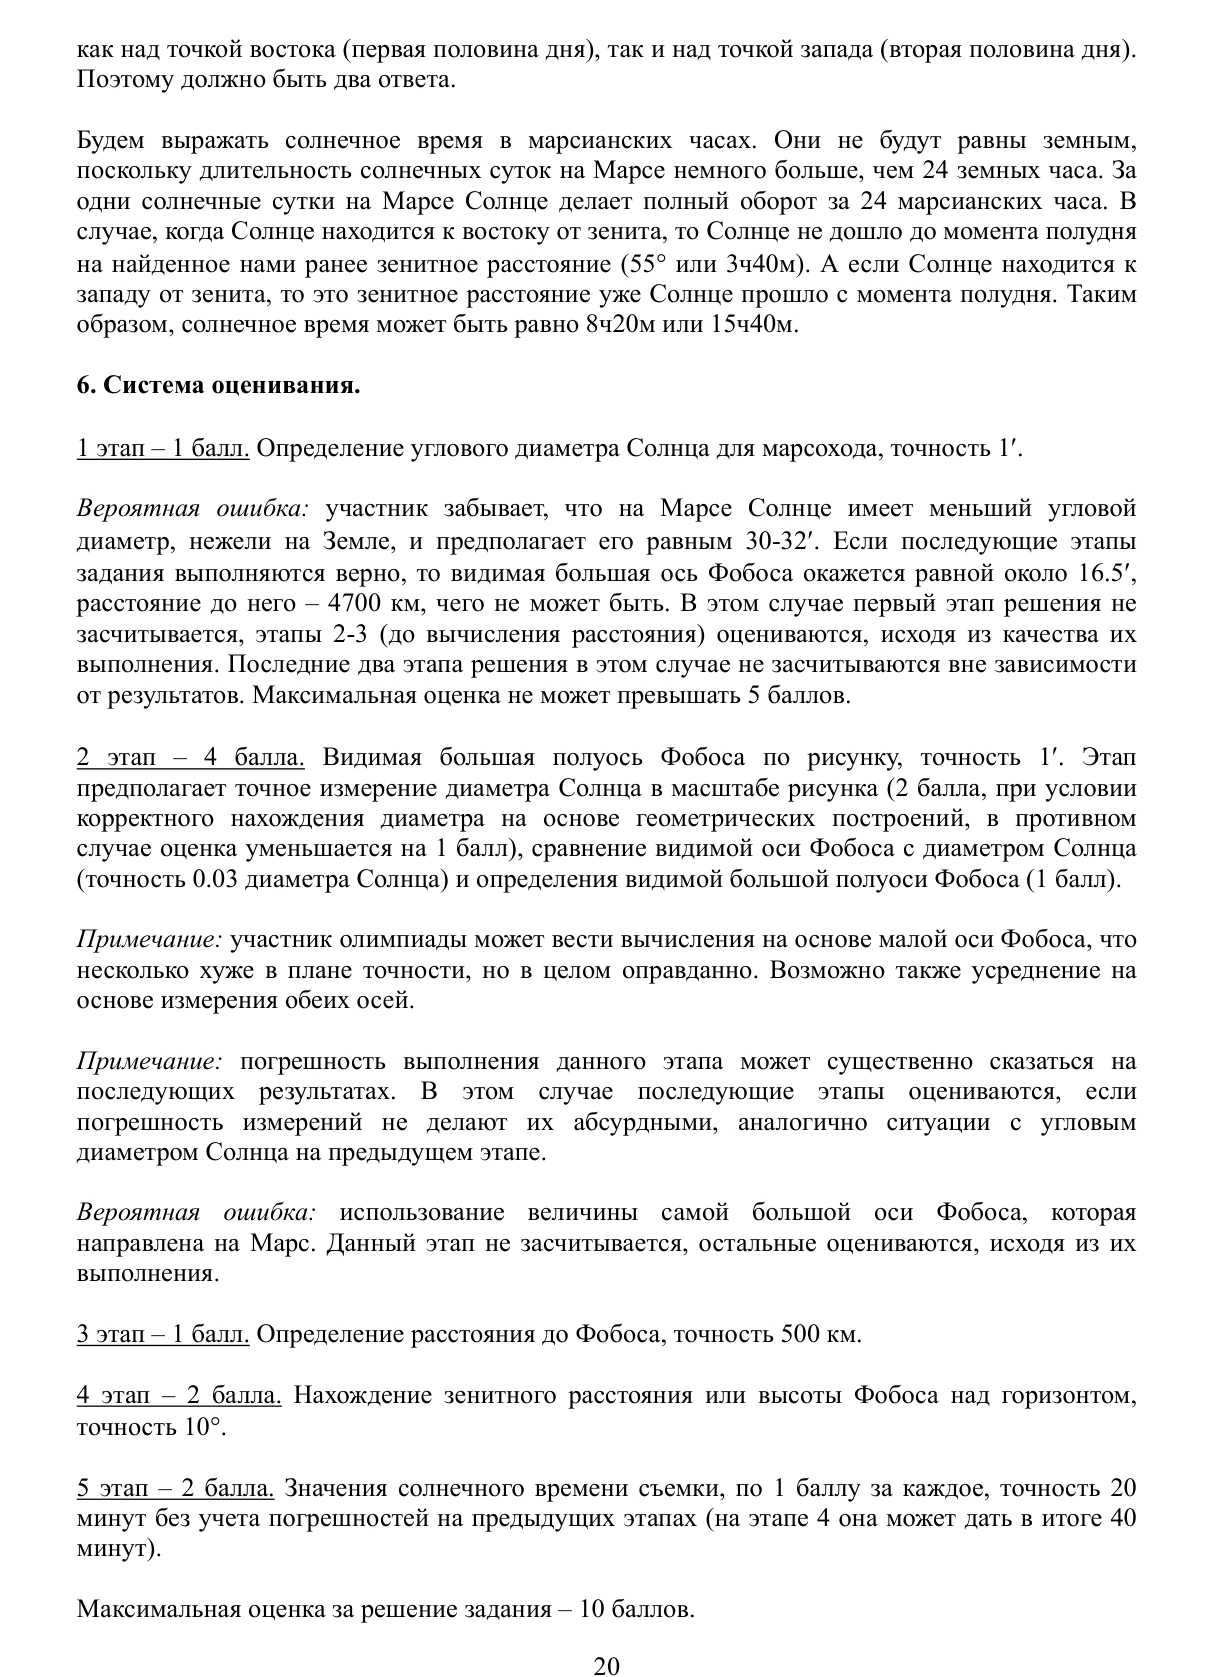 как над точкой востока (первая половина дня), так и над точкой запада (вторая половина дня).
Поэтому должно быть два ответа.
Будем выражать солнечное время в марсианских часах. Они не будут равны земным,
поскольку длительность солнечных суток на Марсе немного больше, чем 24 земных часа. За
одни солнечные сутки на Марсе Солнце делает полный оборот за 24 марсианских часа. В
случае, когда Солнце находится к востоку от зенита, то Солнце не дошло до момента полудня
на найденное нами ранее зенитное расстояние (55° или 3ч40м). А если Солнце находится к
западу от зенита, то это зенитное расстояние уже Солнце прошло с момента полудня. Таким
образом, солнечное время может быть равно 8ч20м или 15ч40м.
6. Система оценивания.
1 этап – 1 балл. Определение углового диаметра Солнца для марсохода, точность 1′.
Вероятная ошибка: участник забывает, что на Марсе Солнце имеет меньший угловой
диаметр, нежели на Земле, и предполагает его равным 30-32′. Если последующие этапы
задания выполняются верно, то видимая большая ось Фобоса окажется равной около 16.5′,
расстояние до него – 4700 км, чего не может быть. В этом случае первый этап решения не
засчитывается, этапы 2-3 (до вычисления расстояния) оцениваются, исходя из качества их
выполнения. Последние два этапа решения в этом случае не засчитываются вне зависимости
от результатов. Максимальная оценка не может превышать 5 баллов.
2 этап – 4 балла. Видимая большая полуось Фобоса по рисунку, точность 1′. Этап
предполагает точное измерение диаметра Солнца в масштабе рисунка (2 балла, при условии
корректного нахождения диаметра на основе геометрических построений, в противном
случае оценка уменьшается на 1 балл), сравнение видимой оси Фобоса с диаметром Солнца
(точность 0.03 диаметра Солнца) и определения видимой большой полуоси Фобоса (1 балл).
Примечание: участник олимпиады может вести вычисления на основе малой оси Фобоса, что
несколько хуже в плане точности, но в целом оправданно. Возможно также усреднение на
основе измерения обеих осей.
Примечание: погрешность выполнения данного этапа может существенно сказаться на
последующих результатах. В этом случае последующие этапы оцениваются, если
погрешность измерений не делают их абсурдными, аналогично ситуации с угловым
диаметром Солнца на предыдущем этапе.
Вероятная ошибка: использование величины самой большой оси Фобоса, которая
направлена на Марс. Данный этап не засчитывается, остальные оцениваются, исходя из их
выполнения.
3 этап – 1 балл. Определение расстояния до Фобоса, точность 500 км.
4 этап – 2 балла. Нахождение зенитного расстояния или высоты Фобоса над горизонтом,
точность 10°.
5 этап – 2 балла. Значения солнечного времени съемки, по 1 баллу за каждое, точность 20
минут без учета погрешностей на предыдущих этапах (на этапе 4 она может дать в итоге 40
минут).
Максимальная оценка за решение задания – 10 баллов.
20